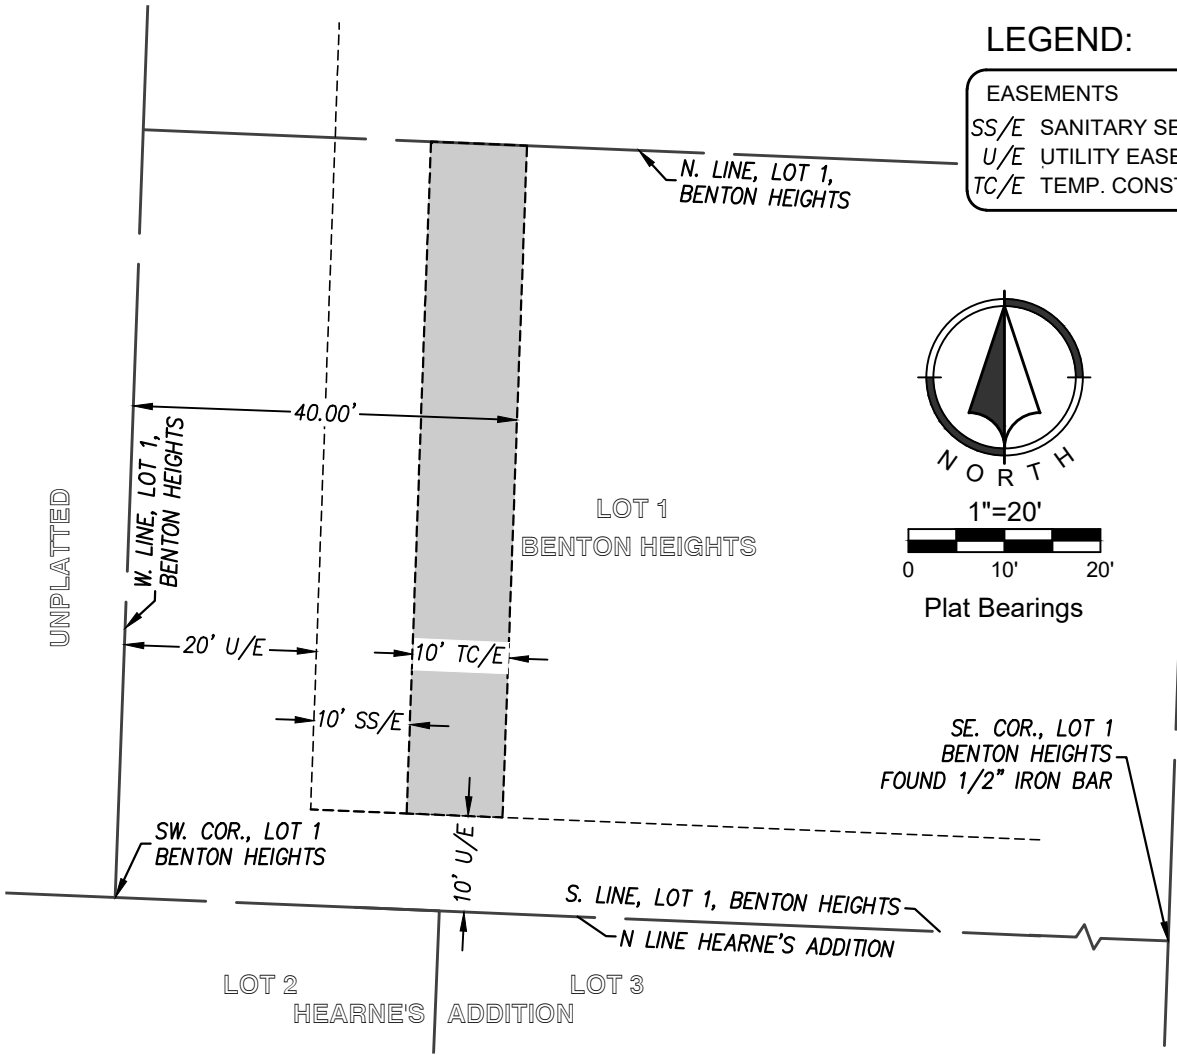 LEGEND:
EASEMENTS
SS/E SANITARY SE
U/E UTILITY EASE
TC/E TEMP. CONST
N. LINE, LOT 1,
BENTON HEIGHTS
NORTH
1"=20'
0 10' 20'
Plat Bearings
40.00'
W. LINE, LOT 1,
BENTON HEIGHTS
UNPLATTED
LOT 1
BENTON HEIGHTS
20' U/E
10' TC/E
10' SS/E
SE. COR., LOT 1
BENTON HEIGHTS
FOUND 1/2" IRON BAR
SW. COR., LOT 1
BENTON HEIGHTS
10' U/E
S. LINE, LOT 1, BENTON HEIGHTS
N LINE HEARNE'S ADDITION
LOT 2
LOT 3
HEARNE'S ADDITION